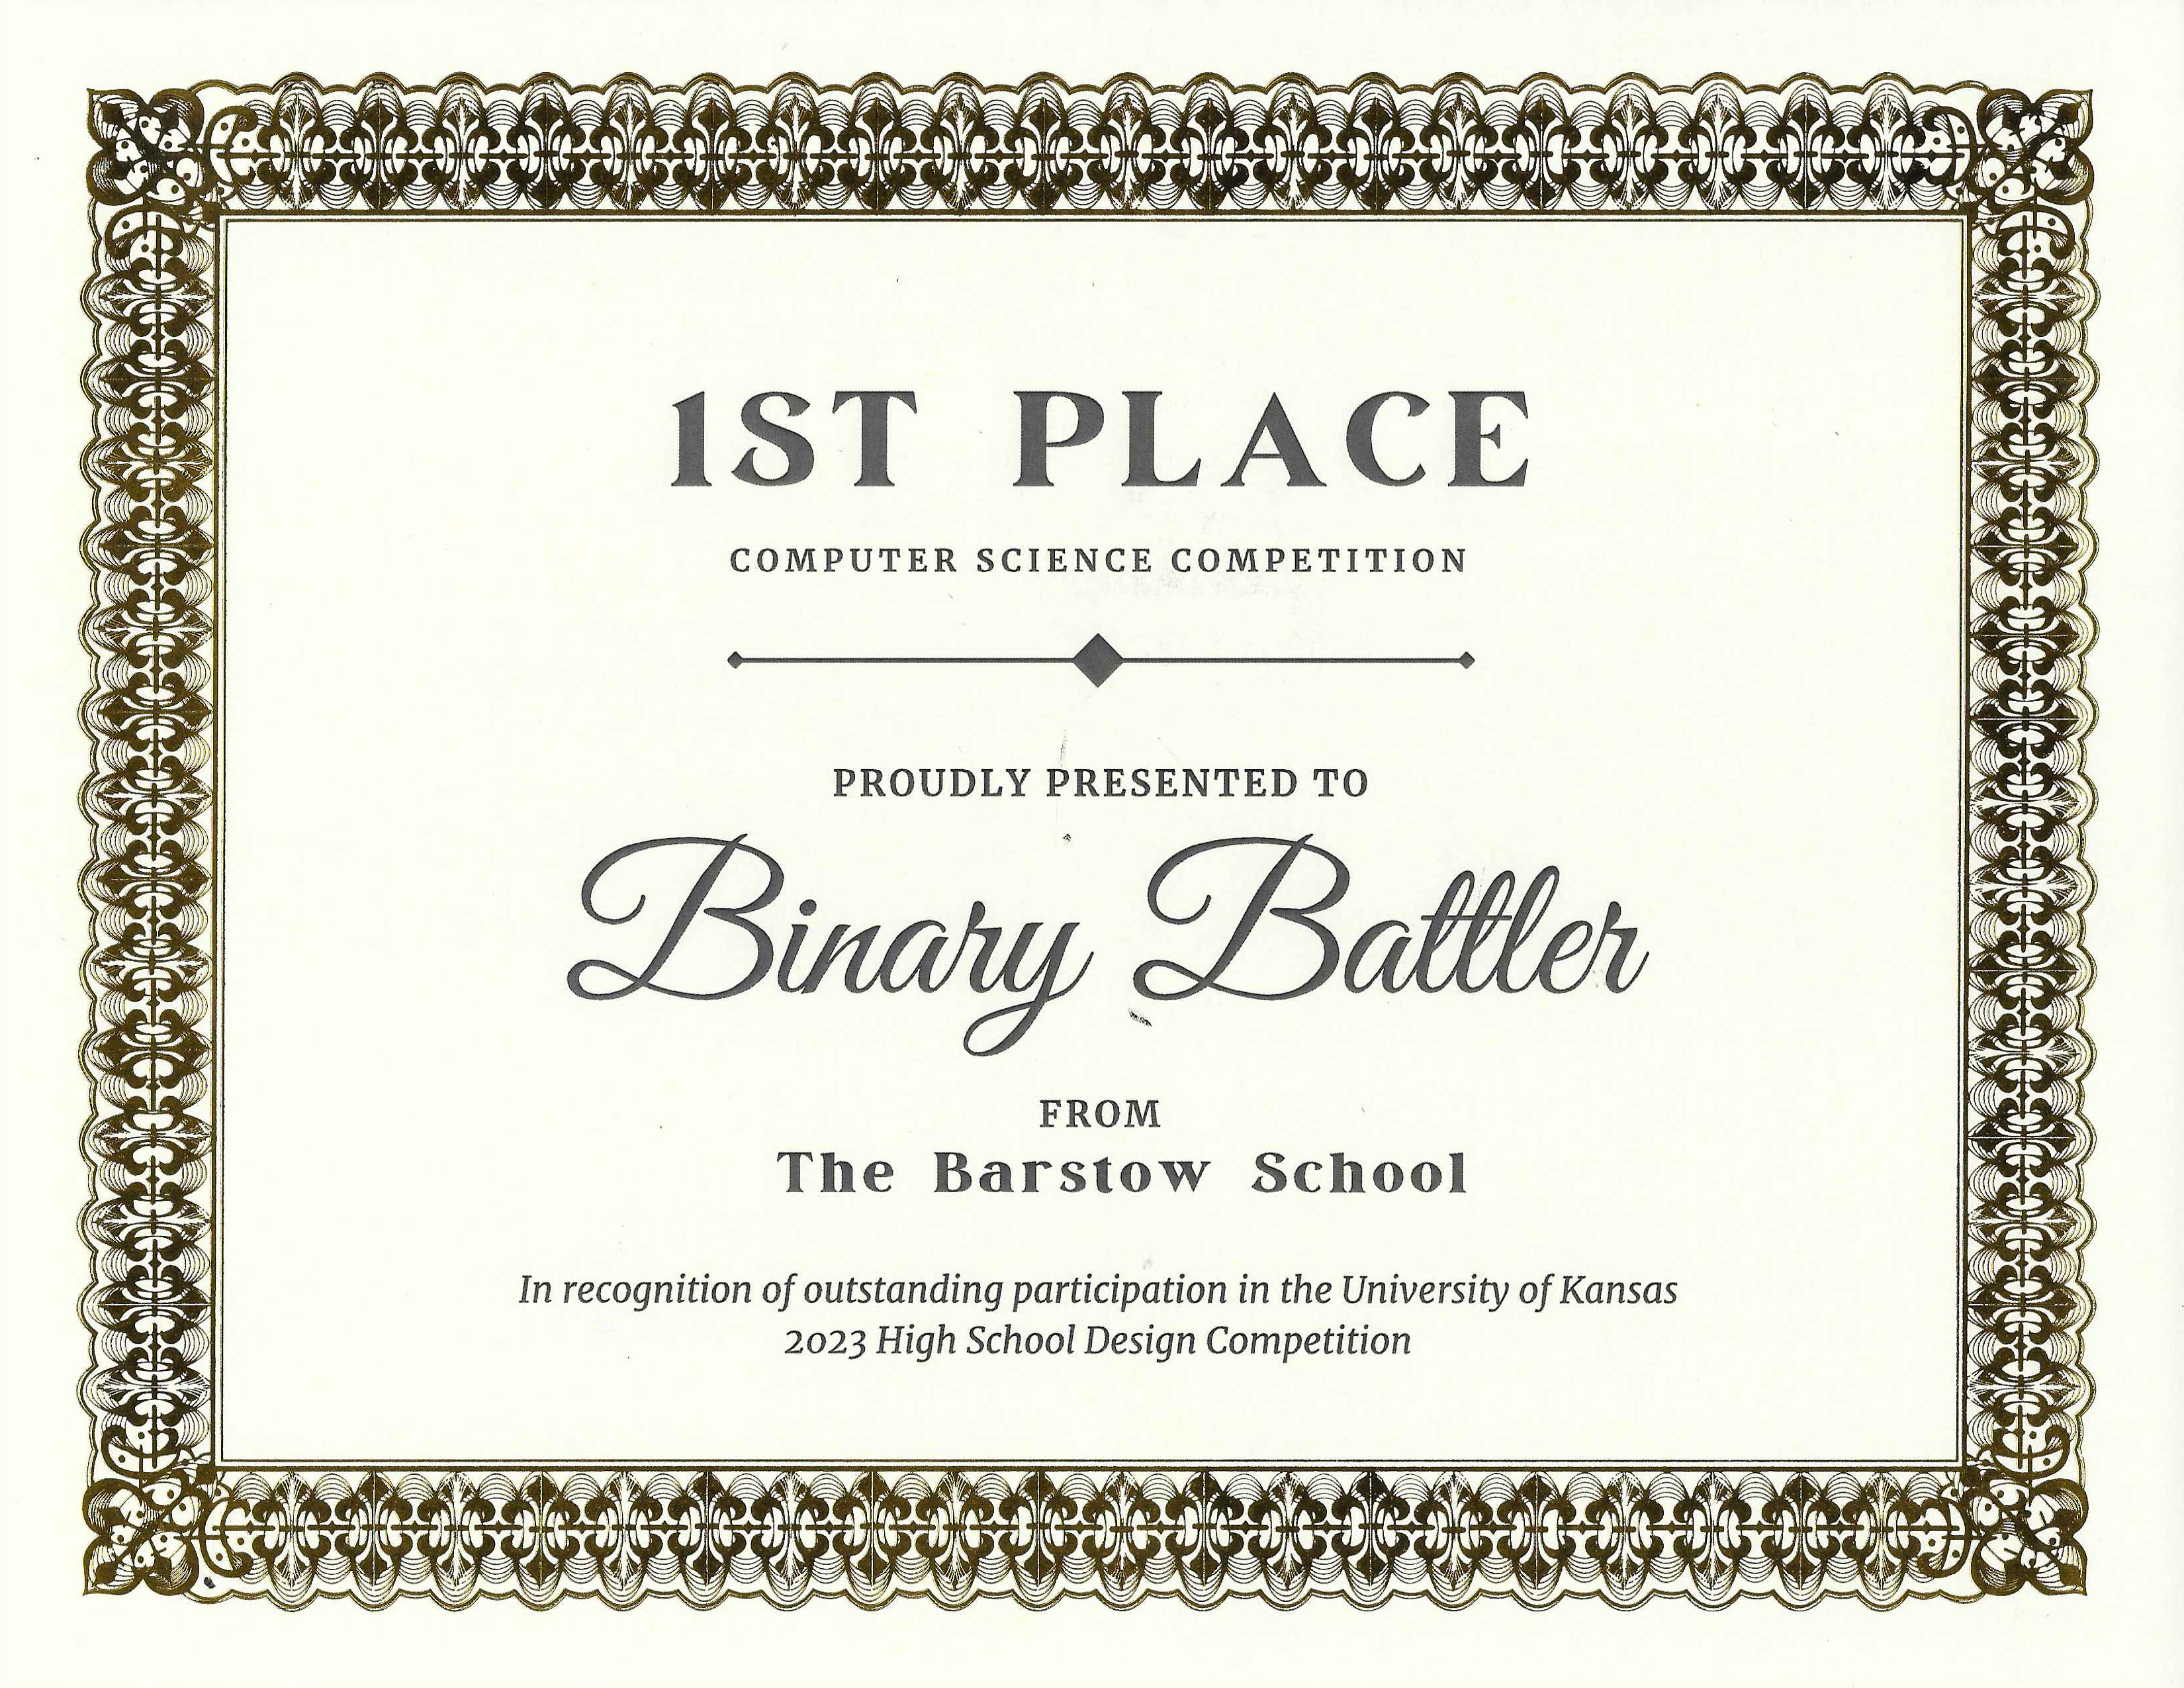 1ST PLACE
COMPUTER SCIENCE COMPETITION
PROUDLY PRESENTED TO
Binary Battler
FROM
The Barstow School
In recognition of outstanding participation in the University of Kansas
2023 High School Design Competition